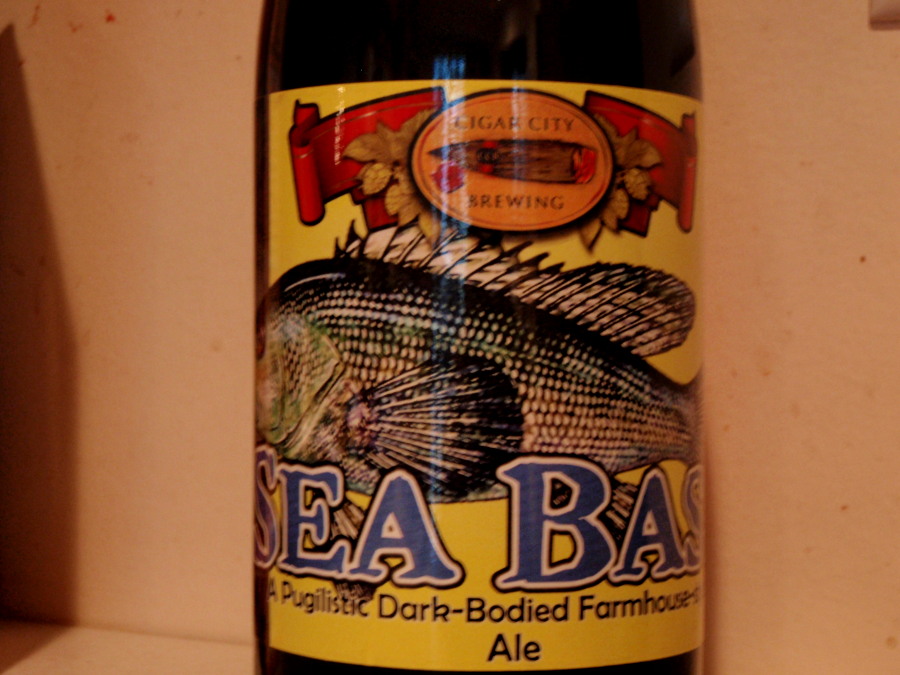 CIGAR CITY
BREWING
SEA BAS
A Pugilistic Dark-Bodied Farmhouse-s
Ale